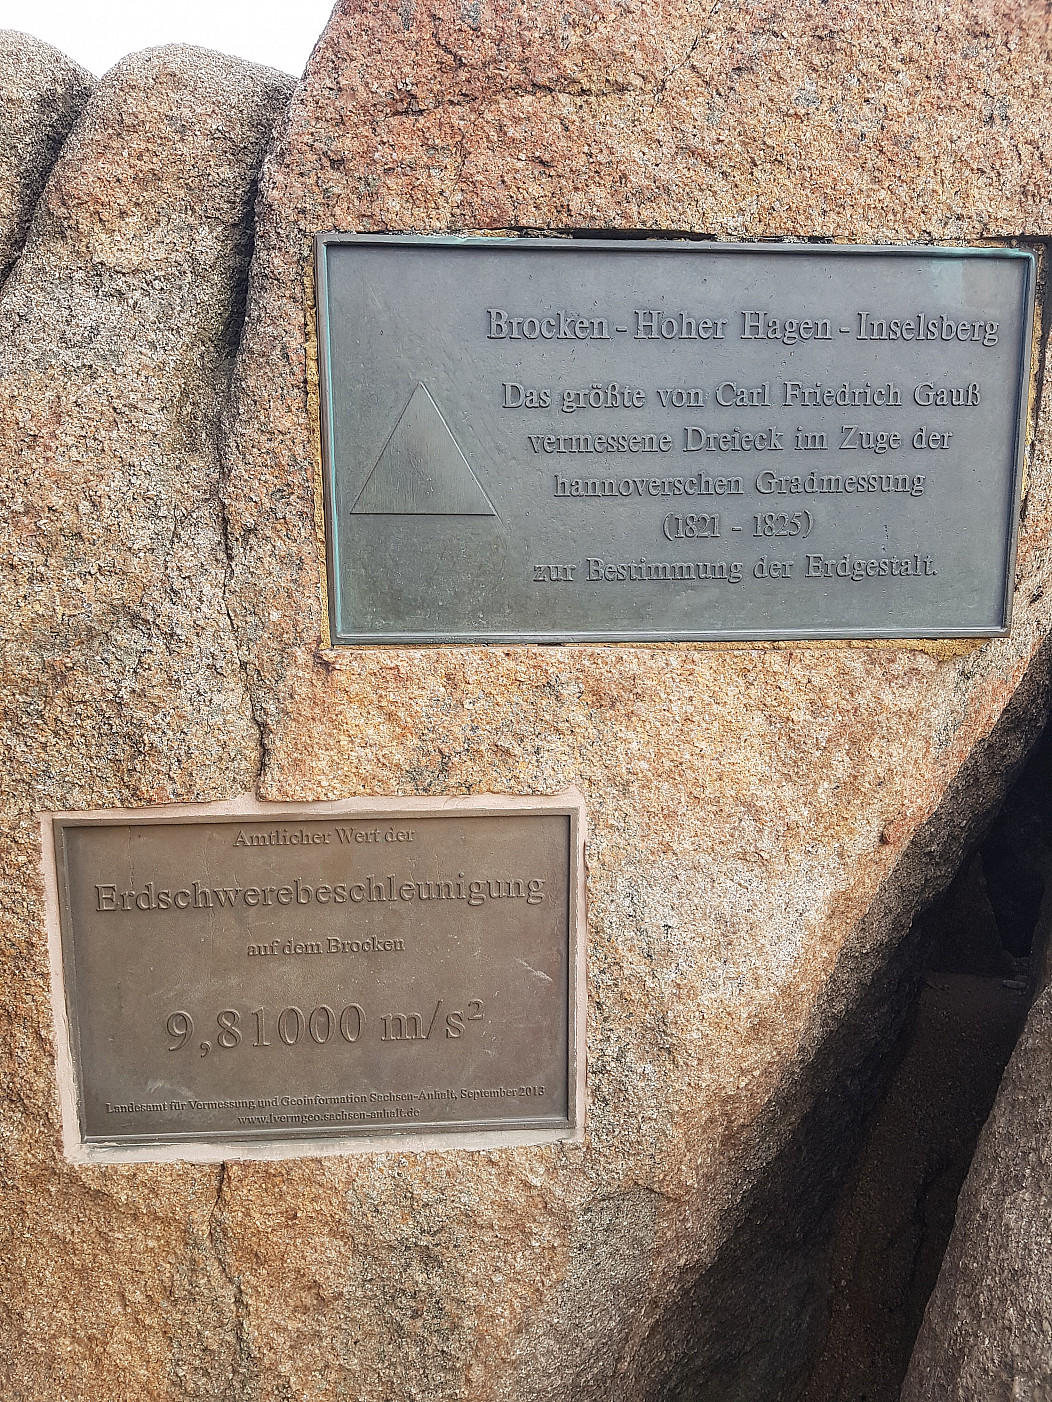 Brocken - Hoher Hagen - Inselsberg
Das größte von Carl Friedrich Gauß
vermessene Dreieck im Zuge der
hannoverschen Gradmessung
(1821 - 1825)
zur Bestimmung der Erdgestalt.
Amtlicher Wert der
Erdschwerebeschleunigung
auf dem Brocken
9,81000 m/s²
Landesamt für Vermessung und Geoinformation Sachsen-Anhalt, September 2013
www.lvermgeo.sachsen-anhalt.de